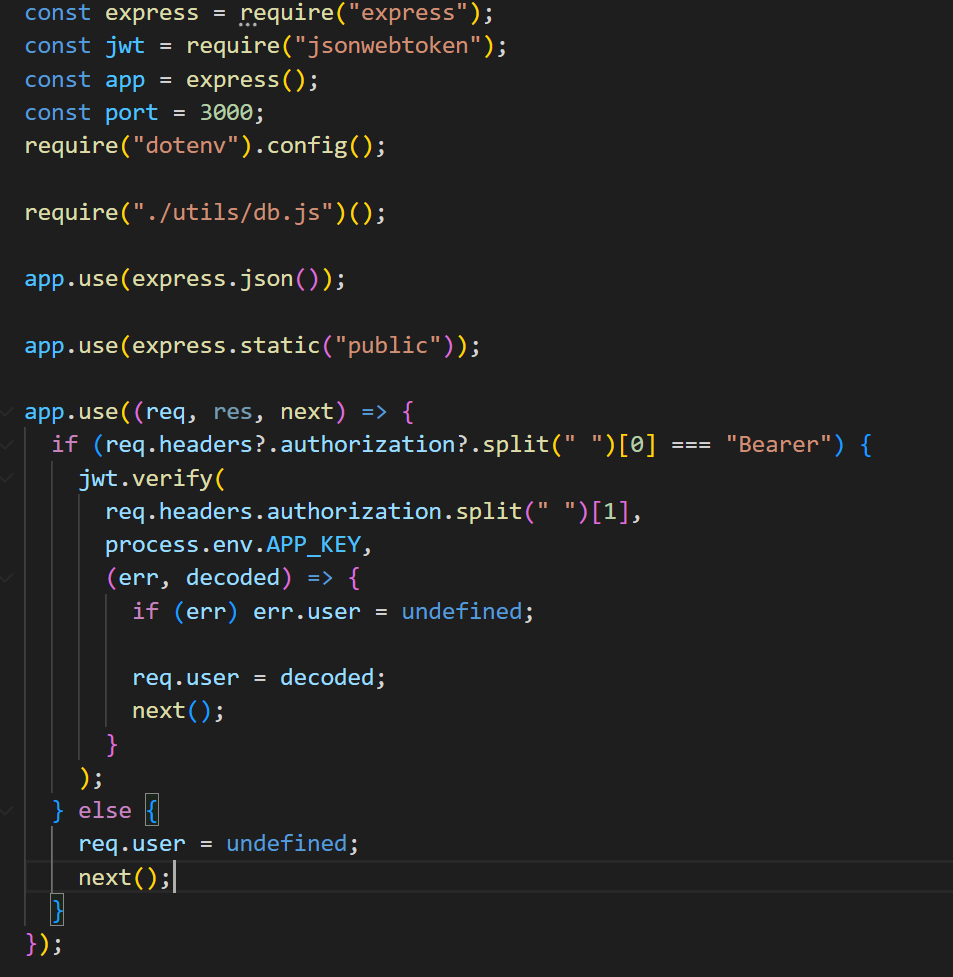 const express = require("express");
const jwt = require("jsonwebtoken");
const app = express();
const port = 3000;
require("dotenv").config();
require("./utils/db.js")();
app.use(express.json());
app.use(express.static("public"));
app.use((req, res, next) => {
if (req.headers?.authorization?.split(" ")[0] === "Bearer") {
jwt.verify(
req.headers.authorization.split(" ")[1],
process.env.APP_KEY,
(err, decoded) => {
if (err) err.user = undefined;
req.user = decoded;
next();
}
);
} else {
req.user = undefined;
next();
}
});